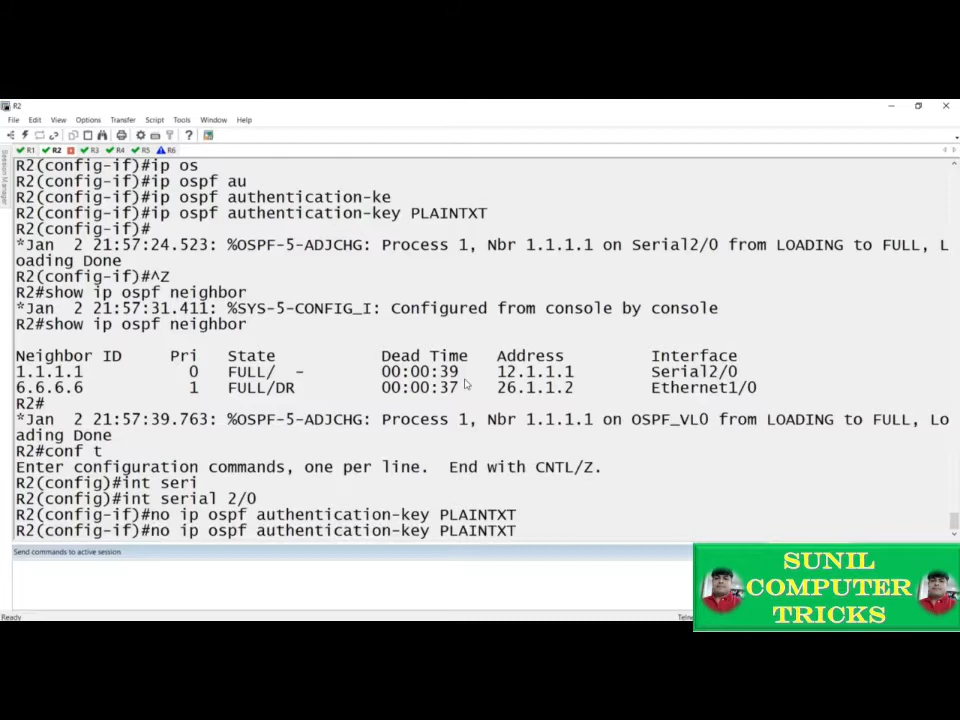 R2
File Edit View Options Transfer Script Tools Window Help
R1 R2 R3 R4 R5 R6
Session Manager
R2(config-if)#ip os
R2(config-if)#ip ospf au
R2(config-if)#ip ospf authentication-ke
R2(config-if)#ip ospf authentication-key PLAINTXT
R2(config-if)#
*Jan  2 21:57:24.523: %OSPF-5-ADJCHG: Process 1, Nbr 1.1.1.1 on Serial2/0 from LOADING to FULL, L
oading Done
R2(config-if)#^Z
R2#show ip ospf neighbor
*Jan  2 21:57:31.411: %SYS-5-CONFIG_I: Configured from console by console
R2#show ip ospf neighbor
Neighbor ID     Pri   State           Dead Time   Address         Interface
1.1.1.1           0   FULL/  -        00:00:39    12.1.1.1        Serial2/0
6.6.6.6           1   FULL/DR         00:00:37    26.1.1.2        Ethernet1/0
R2#
*Jan  2 21:57:39.763: %OSPF-5-ADJCHG: Process 1, Nbr 1.1.1.1 on OSPF_VL0 from LOADING to FULL, Lo
ading Done
R2#conf t
Enter configuration commands, one per line.  End with CNTL/Z.
R2(config)#int seri
R2(config)#int serial 2/0
R2(config-if)#no ip ospf authentication-key PLAINTXT
R2(config-if)#no ip ospf authentication-key PLAINTXT
Send commands to active session
SUNIL
COMPUTER
TRICKS
Ready